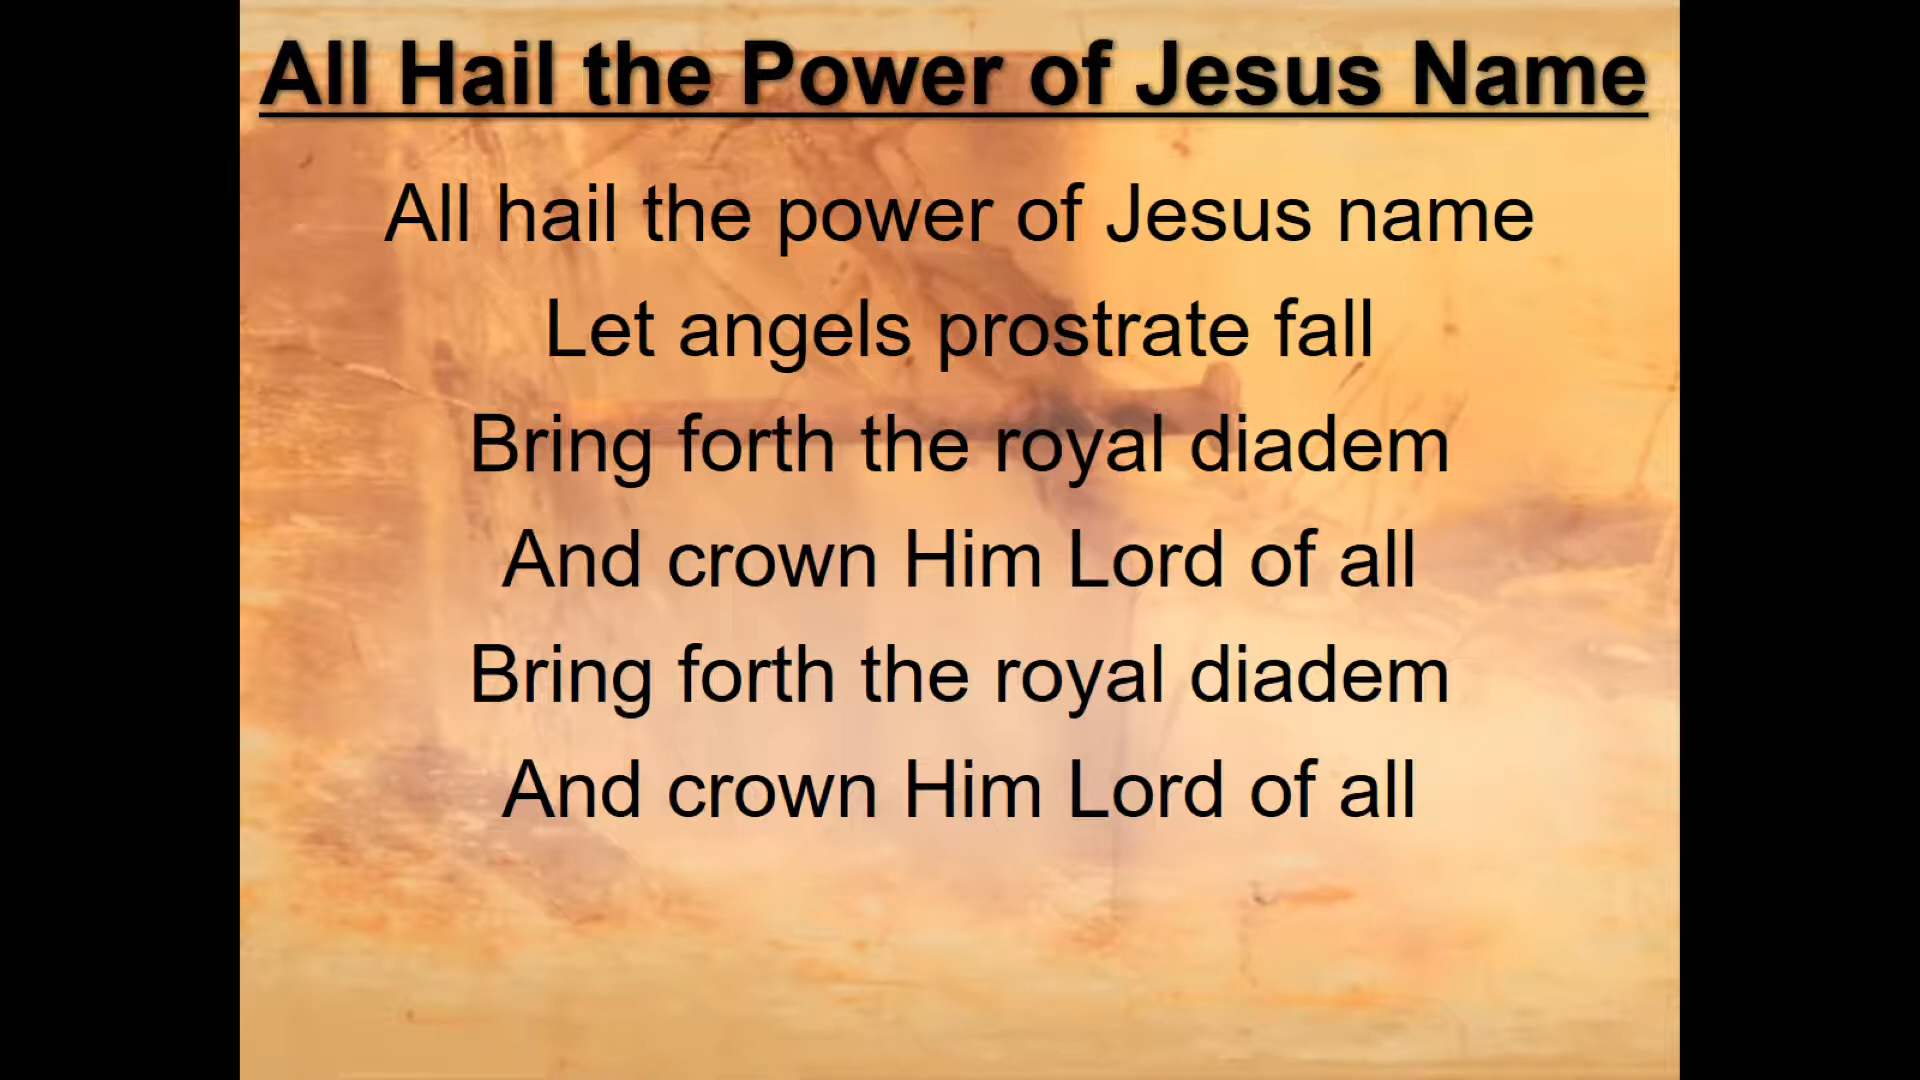 All Hail the Power of Jesus Name
All hail the power of Jesus name
Let angels prostrate fall
Bring forth the royal diadem
And crown Him Lord of all
Bring forth the royal diadem
And crown Him Lord of all